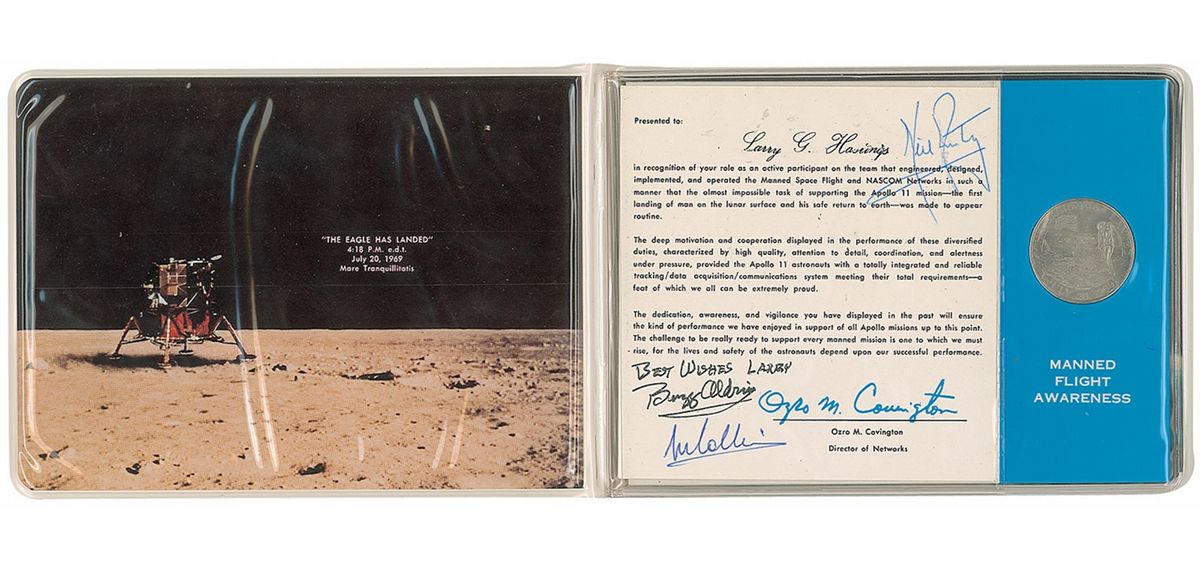 "THE EAGLE HAS LANDED"
4:18 P.M. e.d.t.
July 20, 1969
Mare Tranquillitatis
Presented to:
Larry G. Hastings
Neil Armstrong
in recognition of your role as an active participant on the team that engineered, designed,
implemented, and operated the Manned Space Flight and NASCOM Networks in such a
manner that the almost impossible task of supporting the Apollo 11 mission—the first
landing of man on the lunar surface and his safe return to earth—was made to appear
routine.
The deep motivation and cooperation displayed in the performance of these diversified
duties, characterized by high quality, attention to detail, coordination, and alertness
under pressure, provided the Apollo 11 astronauts with a totally integrated and reliable
tracking/data acquisition/communications system meeting their total requirements—a
feat of which we all can be extremely proud.
The dedication, awareness, and vigilance you have displayed in the past will ensure
the kind of performance we have enjoyed in support of all Apollo missions up to this point.
The challenge to be really ready to support every manned mission is one to which we must
rise, for the lives and safety of the astronauts depend upon our successful performance.
BEST WISHES LARRY
Buzz Aldrin
Ozro M. Covington
M Collins
Ozro M. Covington
Director of Networks
MANNED
FLIGHT
AWARENESS